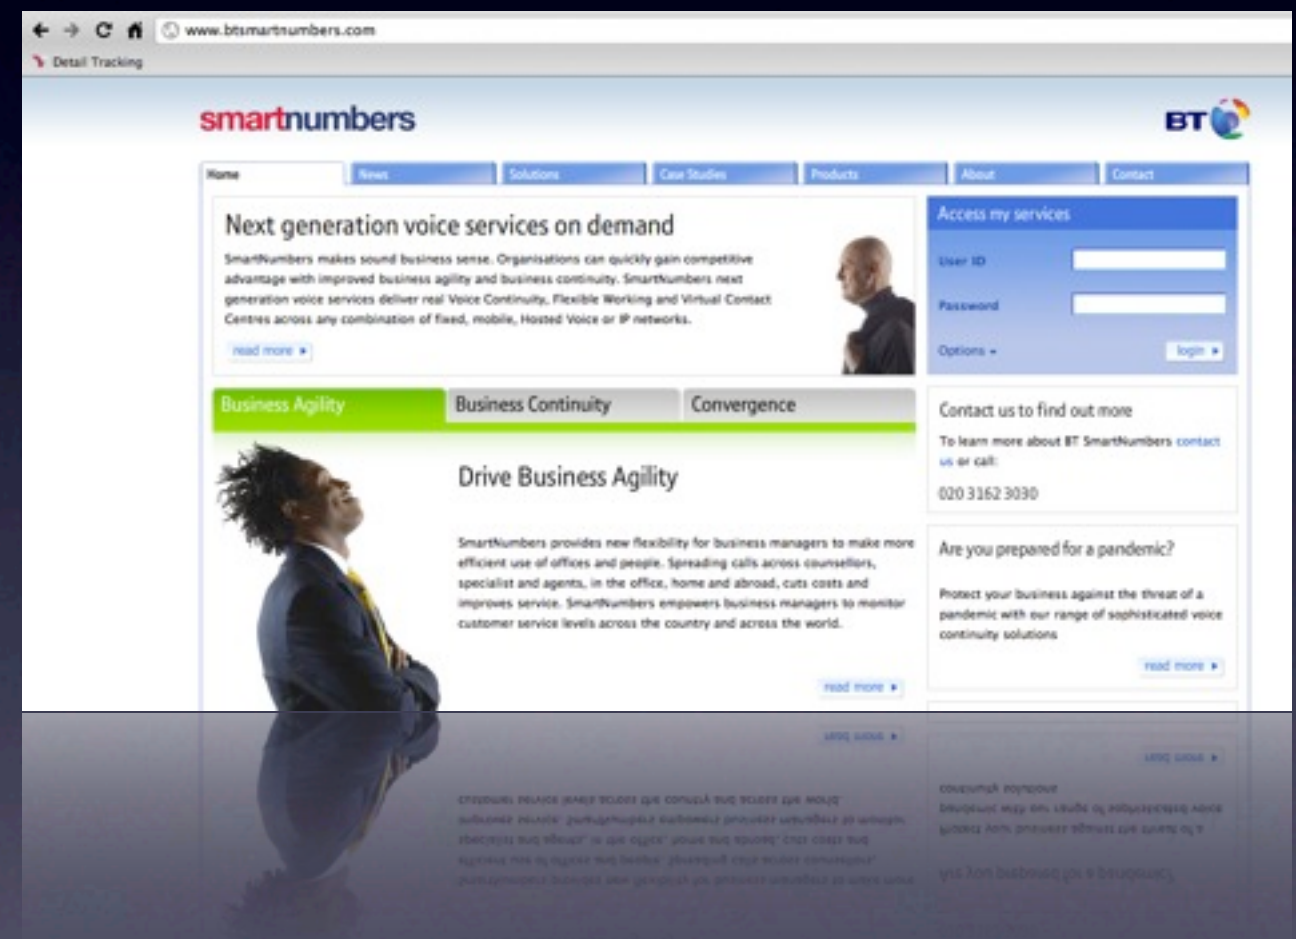 www.btsmartnumbers.com
Detail Tracking
smartnumbers
BT
Home
News
Solutions
Case Studies
Products
About
Contact
Next generation voice services on demand
SmartNumbers makes sound business sense. Organisations can quickly gain competitive
advantage with improved business agility and business continuity. SmartNumbers next
generation voice services deliver real Voice Continuity, Flexible Working and Virtual Contact
Centres across any combination of fixed, mobile, Hosted Voice or IP networks.
read more
Access my services
User ID
Password
Options
login
Business Agility
Business Continuity
Convergence
Drive Business Agility
SmartNumbers provides new flexibility for business managers to make more
efficient use of offices and people. Spreading calls across counsellors,
specialist and agents, in the office, home and abroad, cuts costs and
improves service. SmartNumbers empowers business managers to monitor
customer service levels across the country and across the world.
read more
Contact us to find out more
To learn more about BT SmartNumbers contact
us or call:
020 3162 3030
Are you prepared for a pandemic?
Protect your business against the threat of a
pandemic with our range of sophisticated voice
continuity solutions
read more